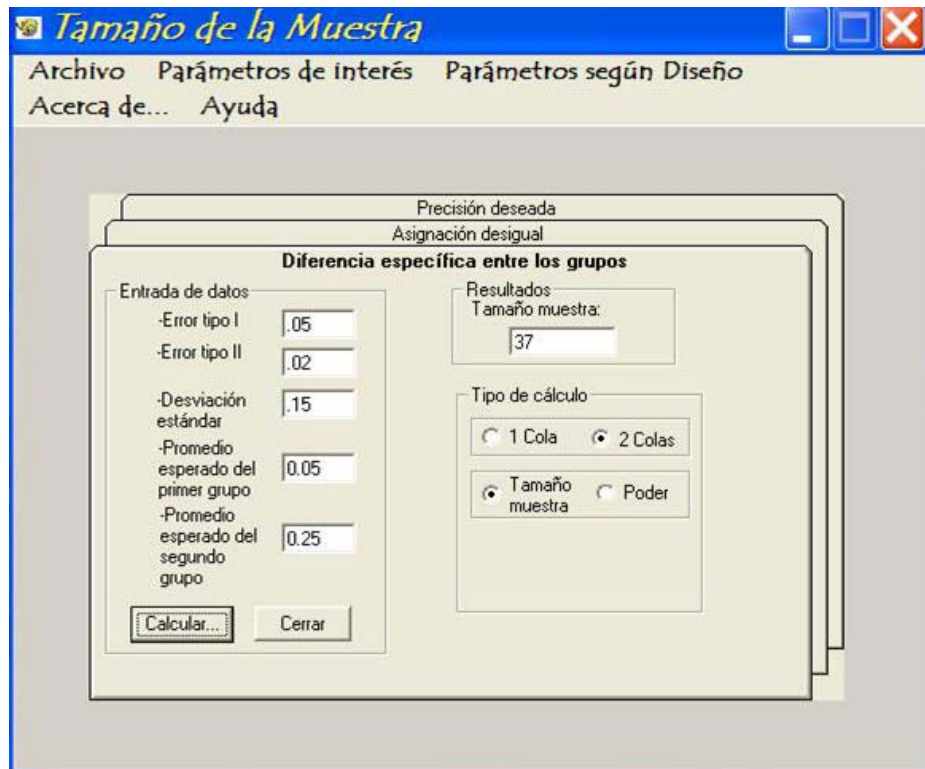 Tamaño de la Muestra
Archivo Parámetros de interés Parámetros según Diseño
Acerca de... Ayuda
Precisión deseada
Asignación desigual
Diferencia específica entre los grupos
Entrada de datos
-Error tipo I
.05
-Error tipo II
.02
-Desviación
estándar
.15
-Promedio
esperado del
primer grupo
0.05
-Promedio
esperado del
segundo
grupo
0.25
Calcular...
Cerrar
Resultados
Tamaño muestra:
37
Tipo de cálculo
1 Cola
2 Colas
Tamaño
muestra
Poder